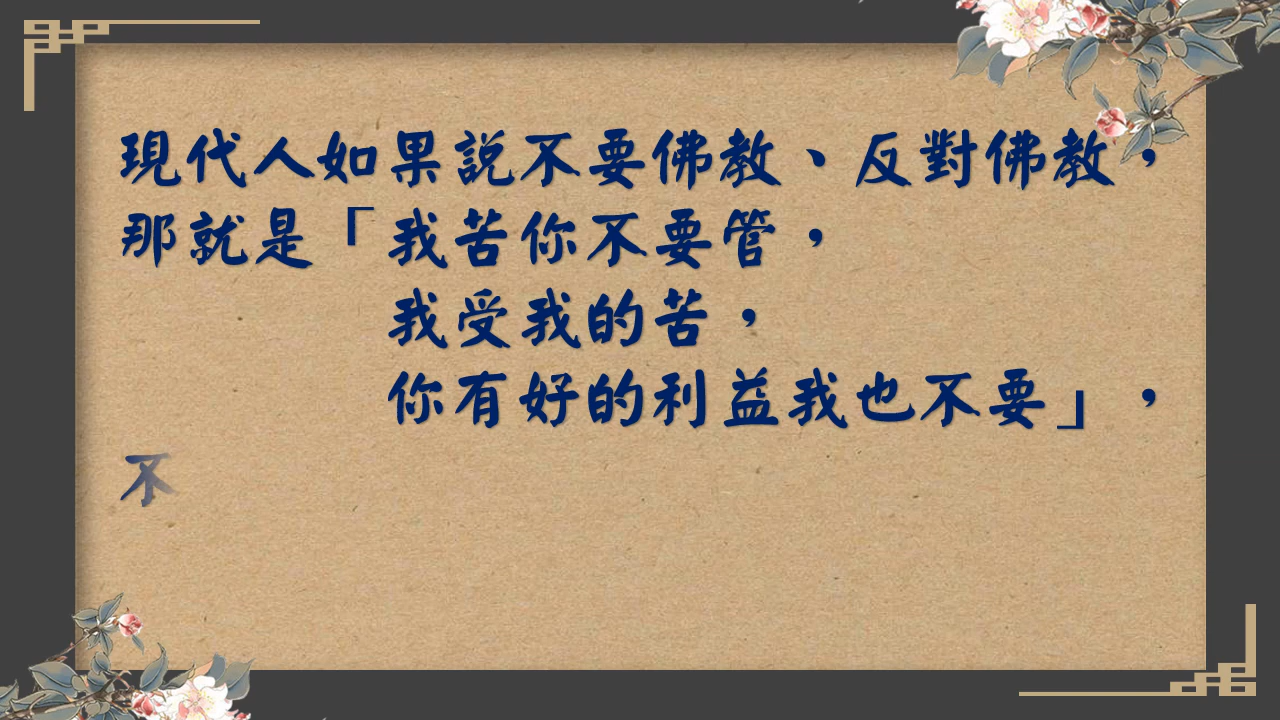 現代人如果說不要佛教、反對佛教，
那就是「我苦你不要管，
我受我的苦，
你有好的利益我也不要」，
不